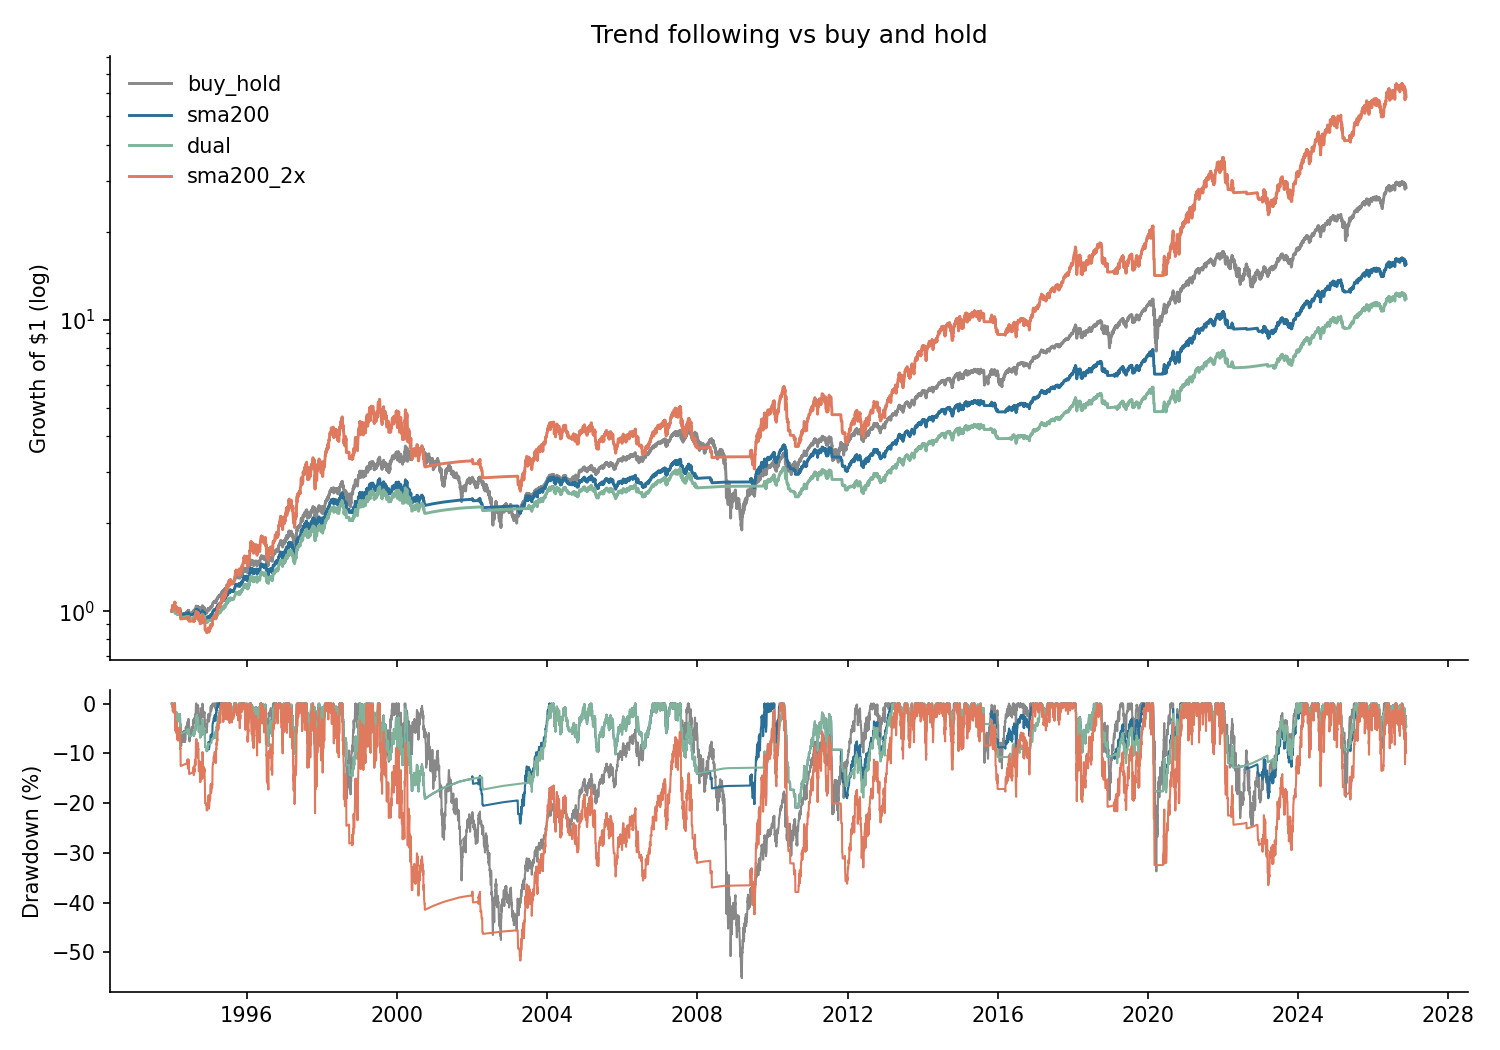 Trend following vs buy and hold
buy_hold
sma200
dual
sma200_2x
Growth of $1 (log)
10¹
10⁰
Drawdown (%)
0
−10
−20
−30
−40
−50
1996 2000 2004 2008 2012 2016 2020 2024 2028